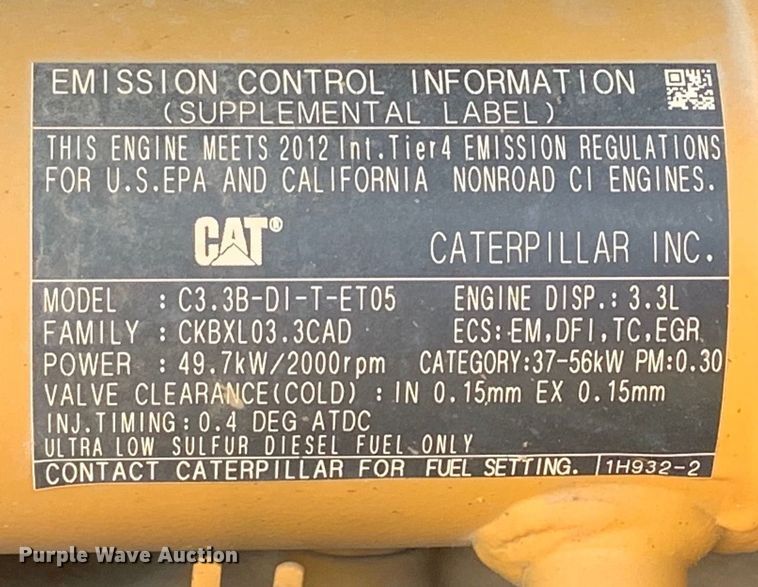 EMISSION CONTROL INFORMATION
(SUPPLEMENTAL LABEL)
THIS ENGINE MEETS 2012 Int.Tier4 EMISSION REGULATIONS
FOR U.S.EPA AND CALIFORNIA NONROAD CI ENGINES.
CAT® CATERPILLAR INC.
MODEL : C3.3B-DI-T-ET05 ENGINE DISP.: 3.3L
FAMILY : CKBXL03.3CAD ECS:EM,DFI,TC,EGR
POWER : 49.7kW/2000rpm CATEGORY:37-56kW PM:0.30
VALVE CLEARANCE(COLD) : IN 0.15mm EX 0.15mm
INJ.TIMING: 0.4 DEG ATDC
ULTRA LOW SULFUR DIESEL FUEL ONLY
CONTACT CATERPILLAR FOR FUEL SETTING. 1H932-2
Purple Wave Auction